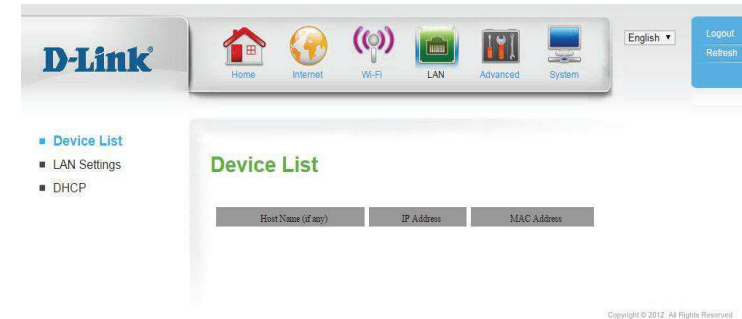 D-Link®
Home
Internet
Wi-Fi
LAN
Advanced
System
English
Logout
Refresh
Device List
LAN Settings
DHCP
Device List
Host Name (if any) IP Address MAC Address
Copyright © 2012 All Rights Reserved